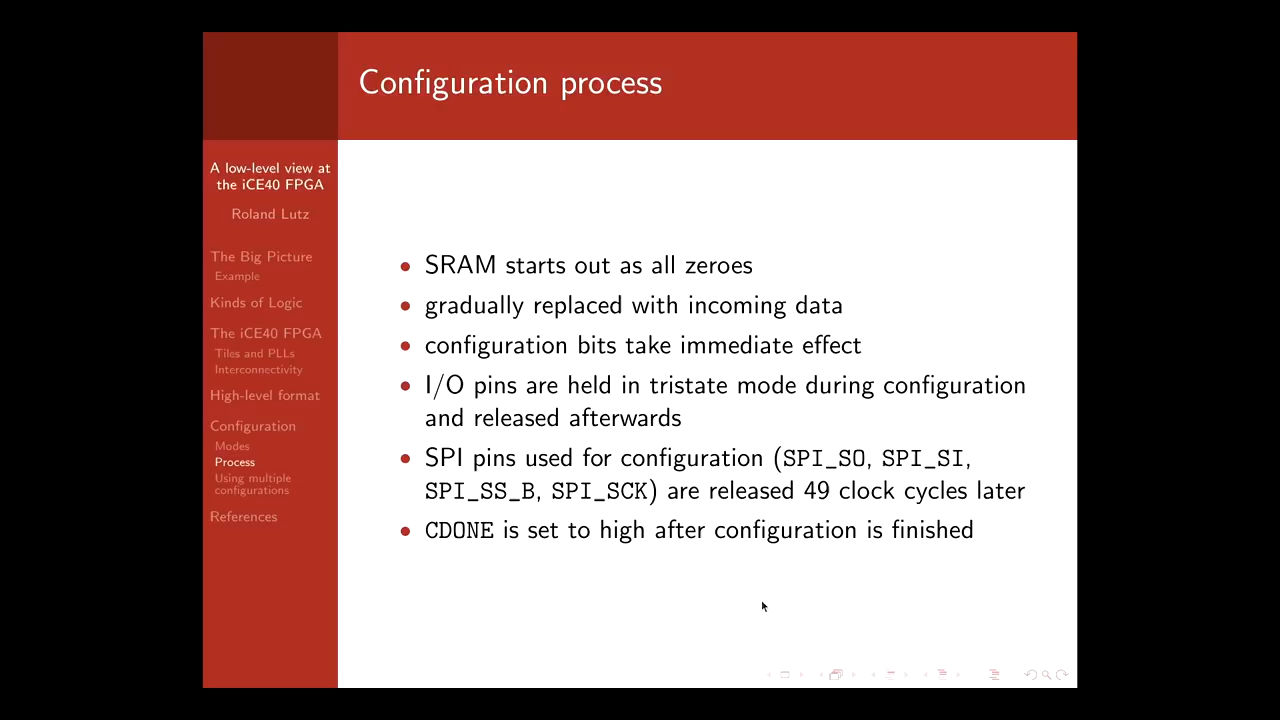 Configuration process
A low-level view at
the iCE40 FPGA
Roland Lutz
The Big Picture
Example
Kinds of Logic
The iCE40 FPGA
Tiles and PLLs
Interconnectivity
High-level format
Configuration
Modes
Process
Using multiple
configurations
References
• SRAM starts out as all zeroes
• gradually replaced with incoming data
• configuration bits take immediate effect
• I/O pins are held in tristate mode during configuration
and released afterwards
• SPI pins used for configuration (SPI_SO, SPI_SI,
SPI_SS_B, SPI_SCK) are released 49 clock cycles later
• CDONE is set to high after configuration is finished